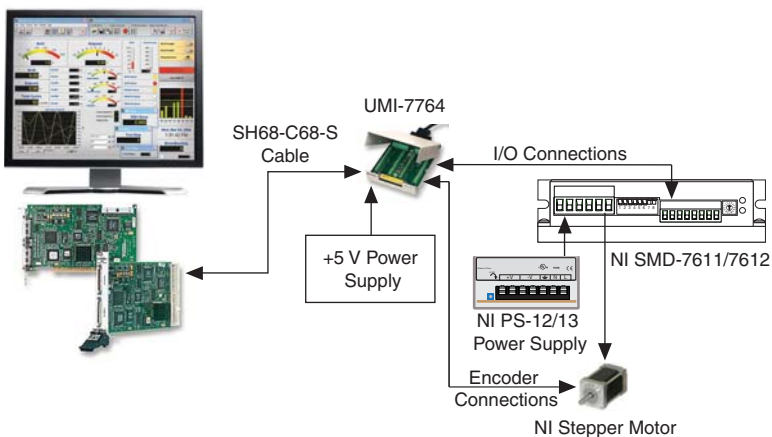 UMI-7764
SH68-C68-S
Cable
I/O Connections
+5 V Power
Supply
NI SMD-7611/7612
+V -V N L
NI PS-12/13
Power Supply
Encoder
Connections
NI Stepper Motor